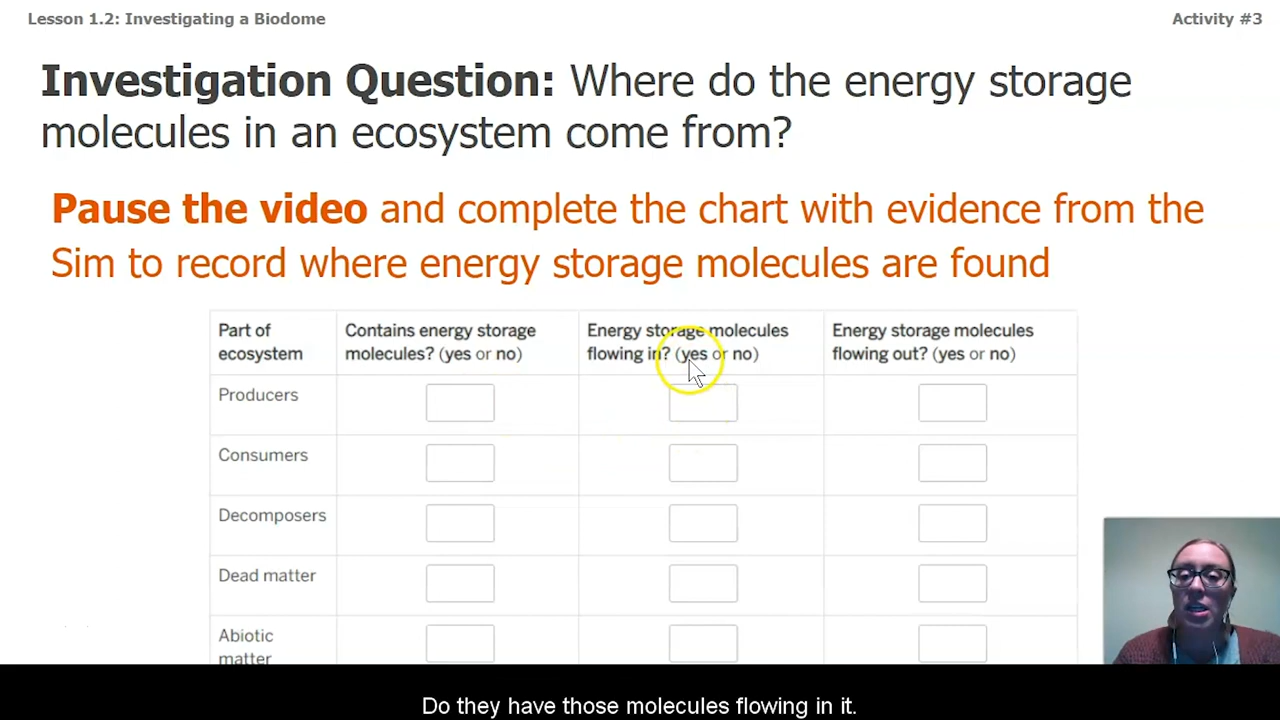 Lesson 1.2: Investigating a Biodome
Activity #3
Investigation Question: Where do the energy storage
molecules in an ecosystem come from?
Pause the video and complete the chart with evidence from the
Sim to record where energy storage molecules are found
Part of
ecosystem
Contains energy storage
molecules? (yes or no)
Energy storage molecules
flowing in? (yes or no)
Energy storage molecules
flowing out? (yes or no)
Producers
Consumers
Decomposers
Dead matter
Abiotic
matter
Do they have those molecules flowing in it.